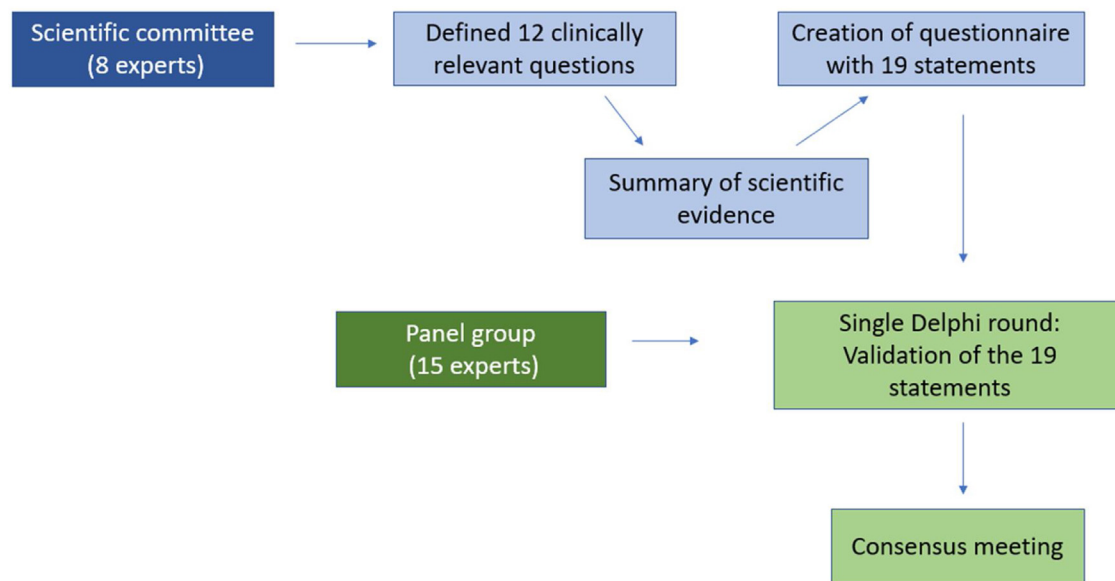 Scientific committee
(8 experts)
Defined 12 clinically
relevant questions
Creation of questionnaire
with 19 statements
Summary of scientific
evidence
Panel group
(15 experts)
Single Delphi round:
Validation of the 19
statements
Consensus meeting